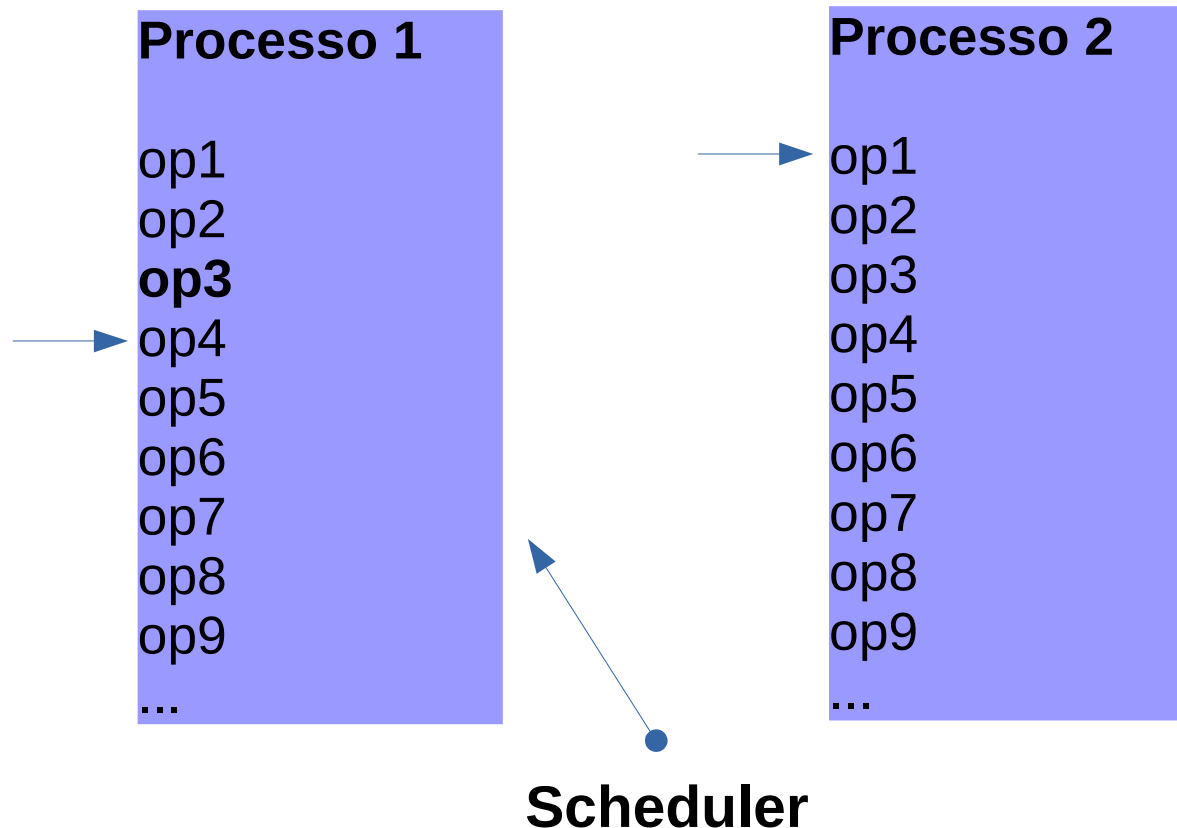 Processo 1
op1
op2
op3
op4
op5
op6
op7
op8
op9
...
Processo 2
op1
op2
op3
op4
op5
op6
op7
op8
op9
...
Scheduler